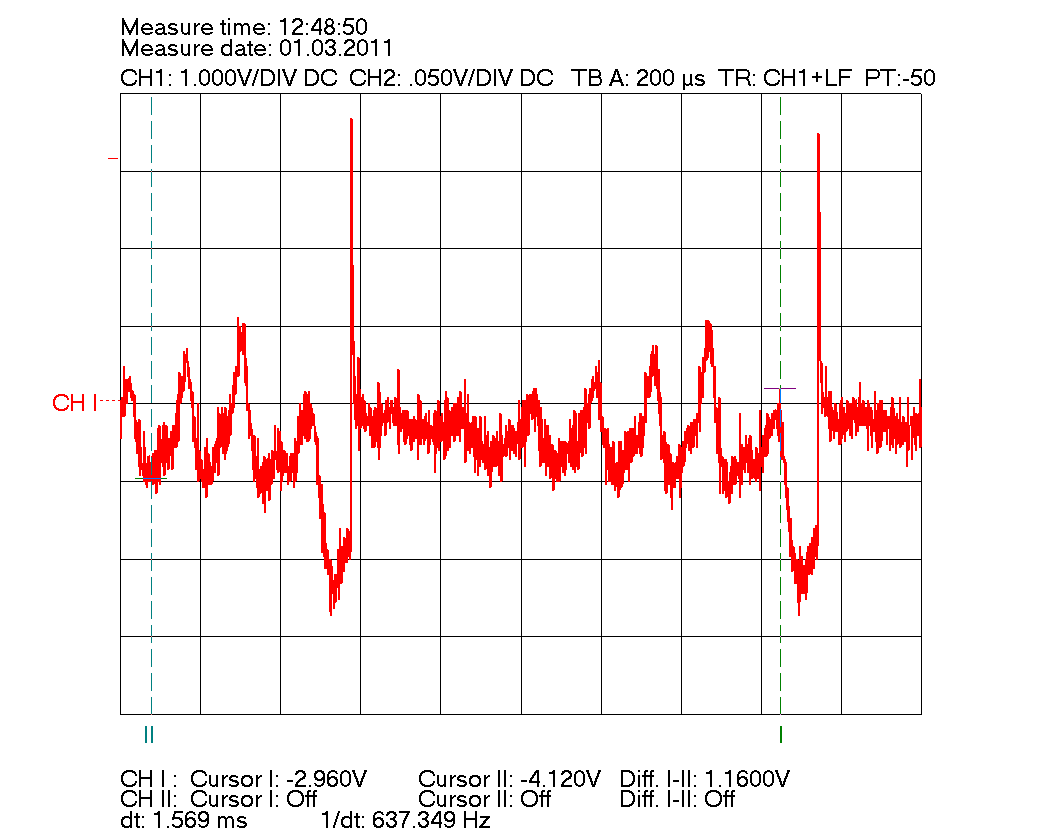 Measure time: 12:48:50
Measure date: 01.03.2011
CH1: 1.000V/DIV DC CH2: .050V/DIV DC TB A: 200 µs TR: CH1+LF PT:-50
CH I
II I
CH I : Cursor I: -2.960V Cursor II: -4.120V Diff. I-II: 1.1600V
CH II: Cursor I: Off Cursor II: Off Diff. I-II: Off
dt: 1.569 ms 1/dt: 637.349 Hz